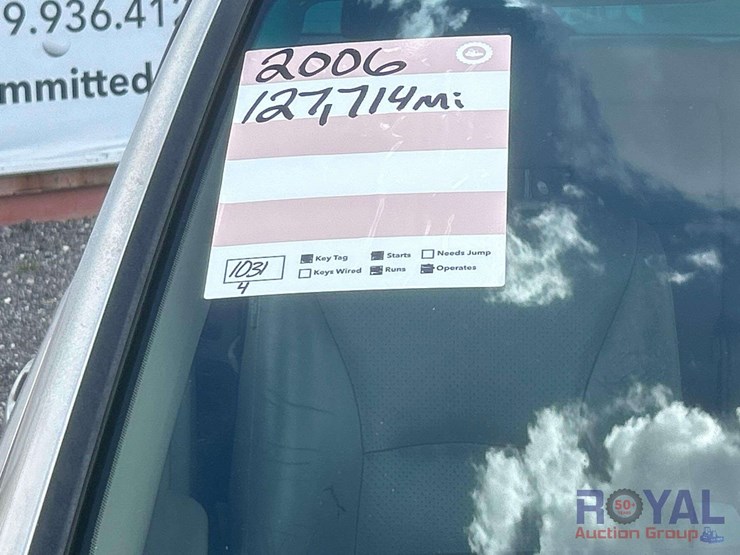 9.936.41
mmitted
2006
127,714mi
1031
4
Key Tag Starts Needs Jump
Keys Wired Runs Operates
50+
ROYAL
Auction Group